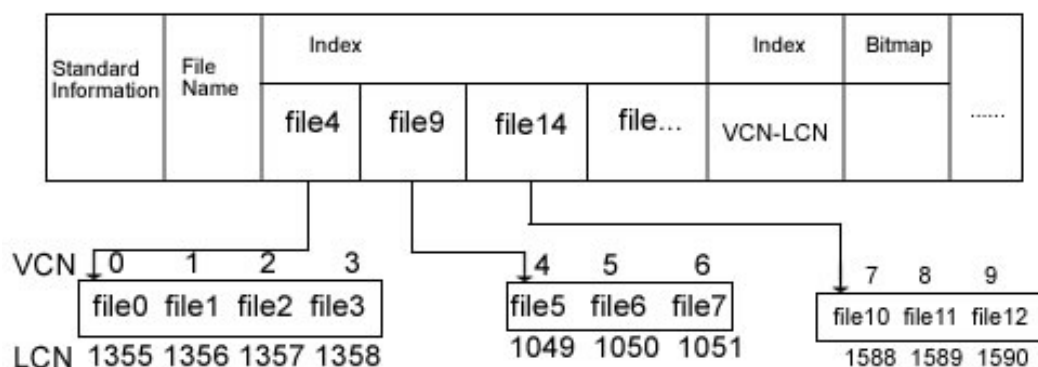 Standard Information
File Name
Index
Index
Bitmap
file4 file9 file14 file... VCN-LCN ......
VCN 0 1 2 3 4 5 6 7 8 9
file0 file1 file2 file3 file5 file6 file7 file10 file11 file12
LCN 1355 1356 1357 1358 1049 1050 1051 1588 1589 1590